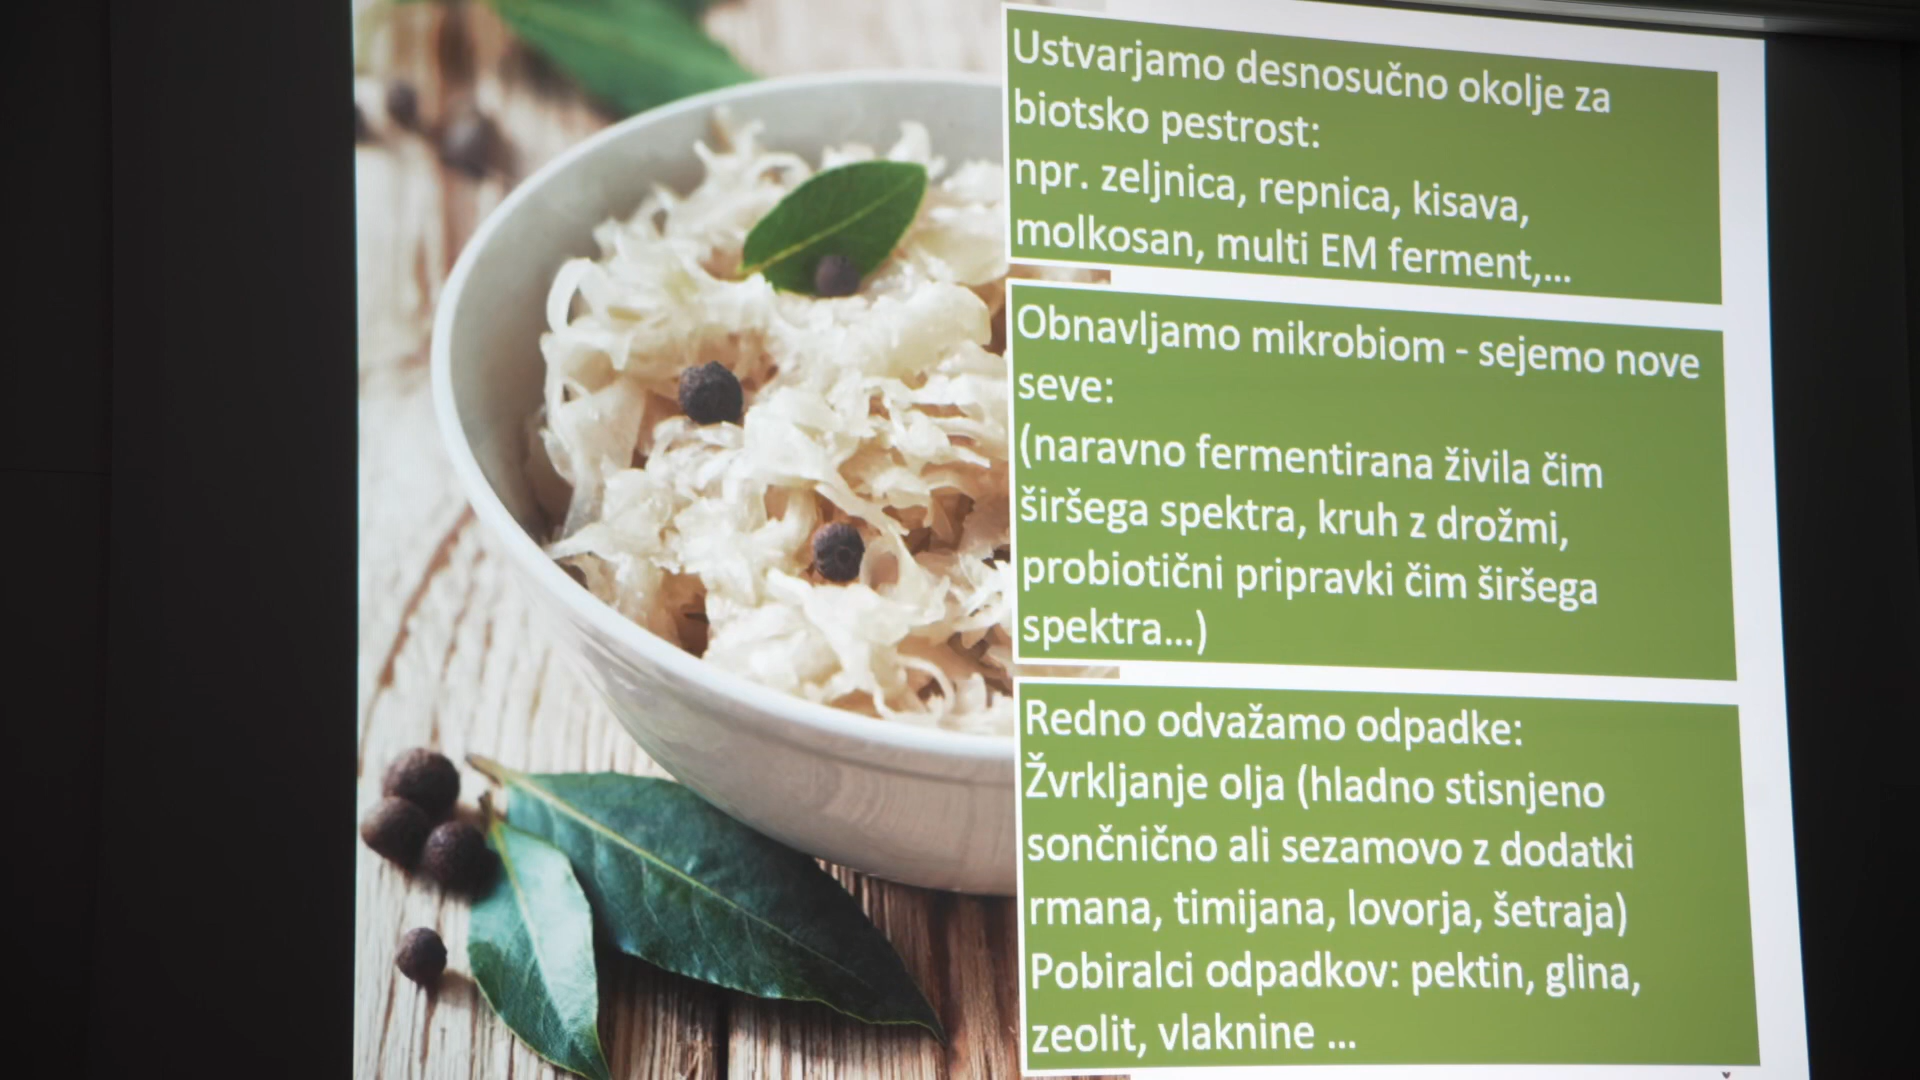 Ustvarjamo desnosučno okolje za
biotsko pestrost:
npr. zeljnica, repnica, kisava,
molkosan, multi EM ferment,...
Obnavljamo mikrobiom - sejemo nove
seve:
(naravno fermentirana živila čim
širšega spektra, kruh z drožmi,
probiotični pripravki čim širšega
spektra...)
Redno odvažamo odpadke:
Žvrkljanje olja (hladno stisnjeno
sončnično ali sezamovo z dodatki
rmana, timijana, lovorja, šetraja)
Pobiralci odpadkov: pektin, glina,
zeolit, vlaknine ...